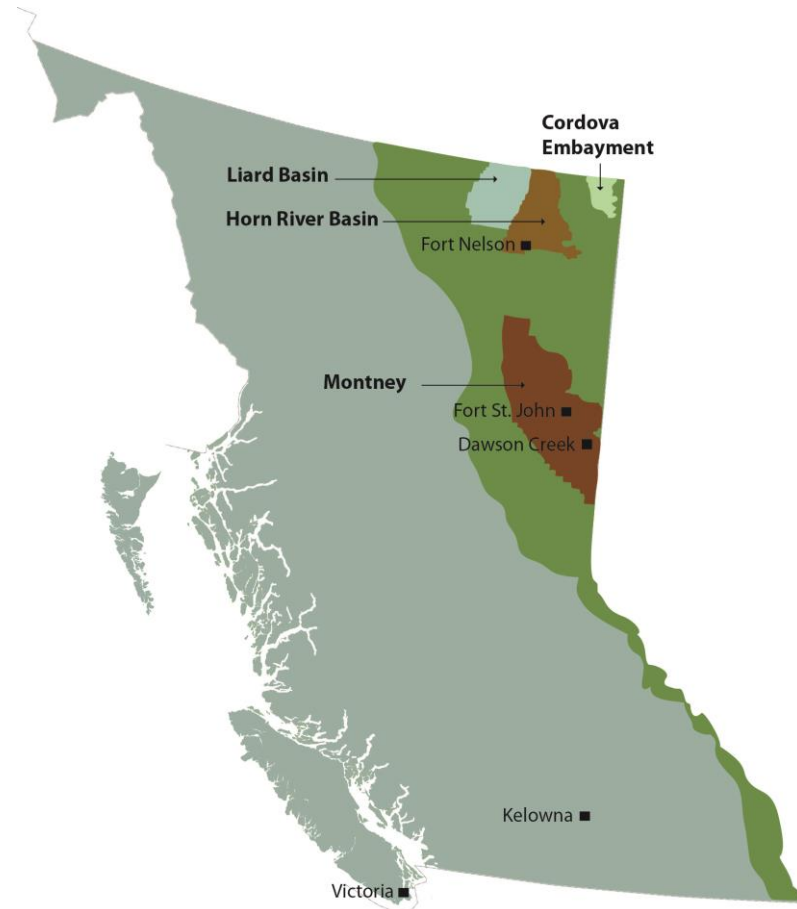 Cordova
Embayment
Liard Basin
Horn River Basin
Fort Nelson
Montney
Fort St. John
Dawson Creek
Kelowna
Victoria